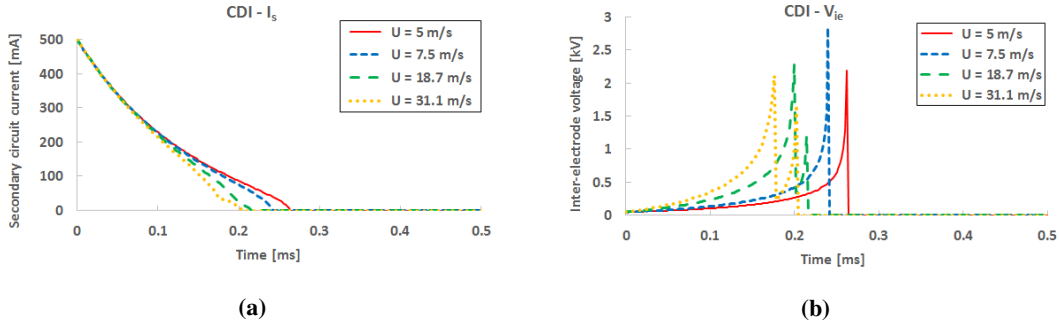 CDI - Is
Secondary circuit current [mA]
500
400
300
200
100
0
0
0.1
0.2
0.3
0.4
0.5
Time [ms]
U = 5 m/s
U = 7.5 m/s
U = 18.7 m/s
U = 31.1 m/s
(a)
CDI - Vie
Inter-electrode voltage [kV]
3
2.5
2
1.5
1
0.5
0
0
0.1
0.2
0.3
0.4
0.5
Time [ms]
U = 5 m/s
U = 7.5 m/s
U = 18.7 m/s
U = 31.1 m/s
(b)